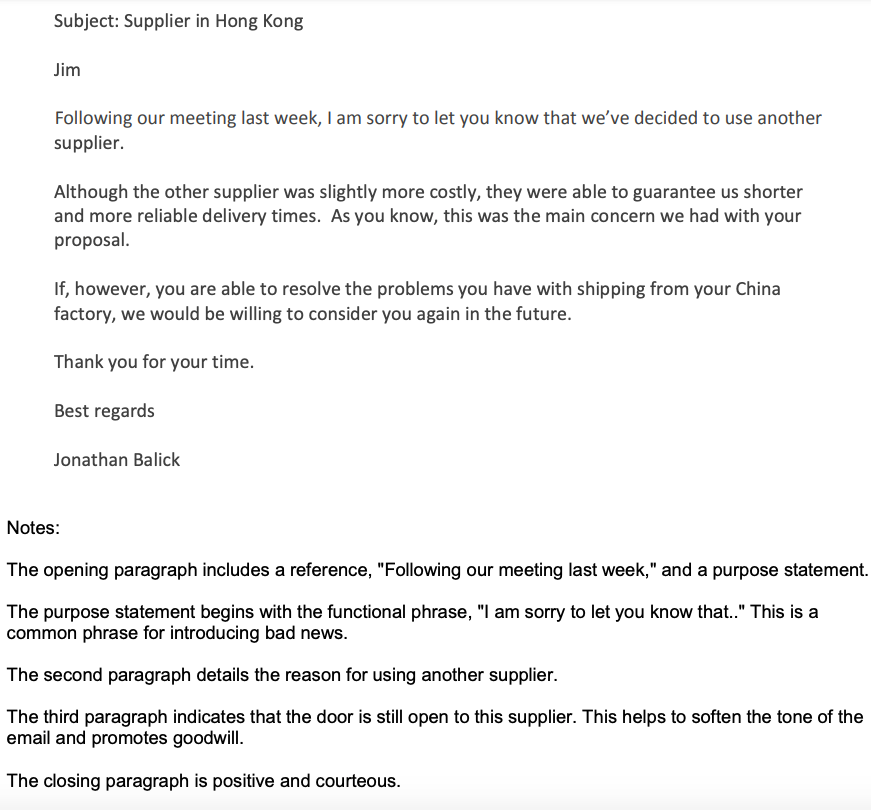 Subject: Supplier in Hong Kong
Jim
Following our meeting last week, I am sorry to let you know that we’ve decided to use another
supplier.
Although the other supplier was slightly more costly, they were able to guarantee us shorter
and more reliable delivery times.  As you know, this was the main concern we had with your
proposal.
If, however, you are able to resolve the problems you have with shipping from your China
factory, we would be willing to consider you again in the future.
Thank you for your time.
Best regards
Jonathan Balick
Notes:
The opening paragraph includes a reference, "Following our meeting last week," and a purpose statement.
The purpose statement begins with the functional phrase, "I am sorry to let you know that.." This is a
common phrase for introducing bad news.
The second paragraph details the reason for using another supplier.
The third paragraph indicates that the door is still open to this supplier. This helps to soften the tone of the
email and promotes goodwill.
The closing paragraph is positive and courteous.